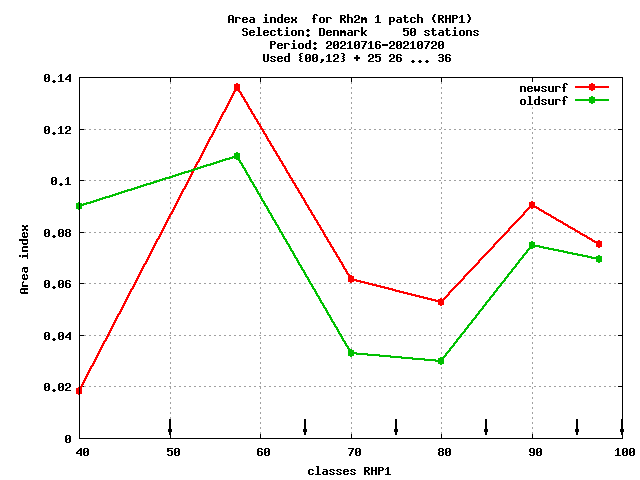 Area index  for Rh2m 1 patch (RHP1)
Selection: Denmark     50 stations
Period: 20210716-20210720
Used {00,12} + 25 26 ... 36
newsurf
oldsurf
0.14
0.12
0.1
0.08
0.06
0.04
0.02
0
Area index
40 50 60 70 80 90 100
classes RHP1